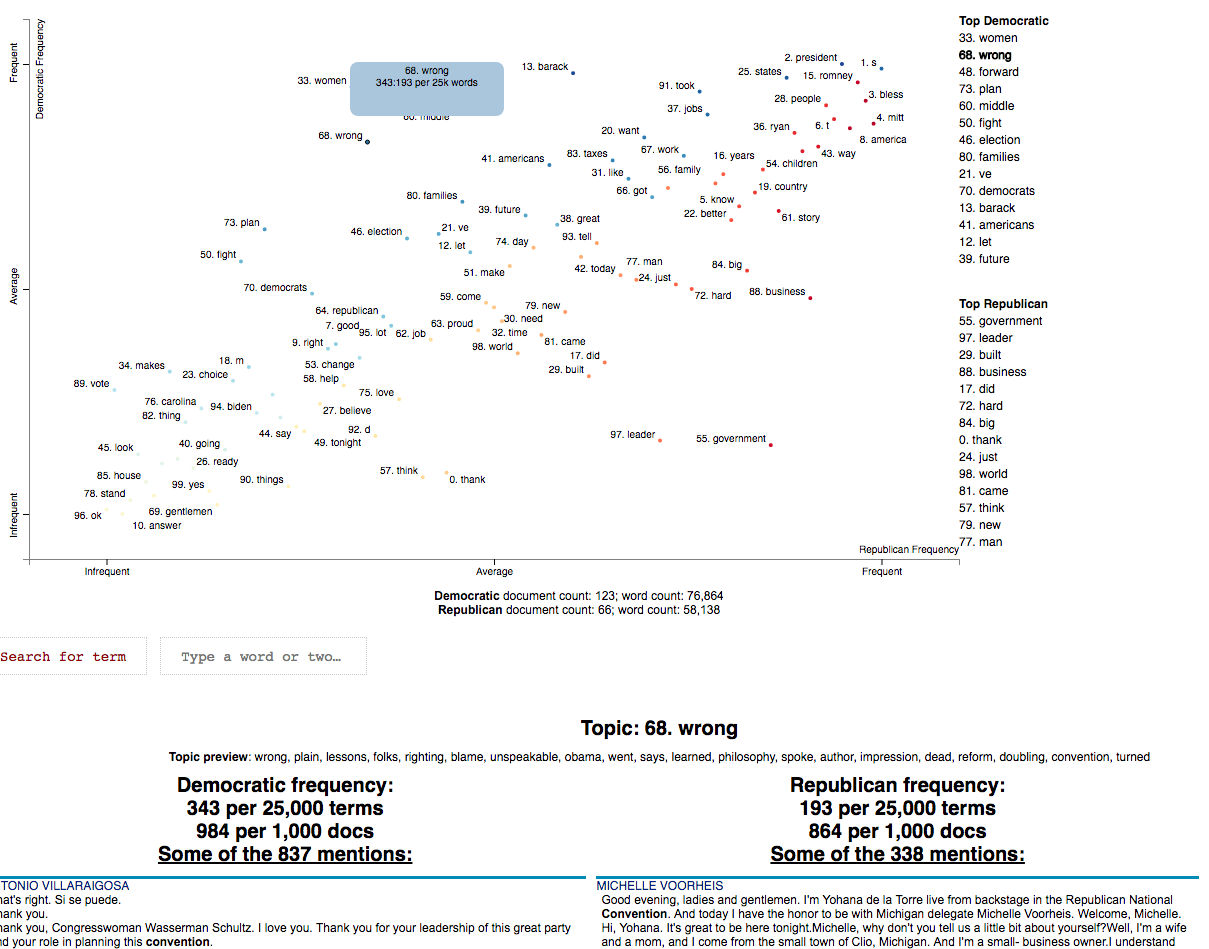 Democratic Frequency
Frequent
Average
Infrequent
68. wrong
343:193 per 25k words
33. women
60. middle
68. wrong
13. barack
2. president
1. s
25. states
15. romney
91. took
3. bless
28. people
37. jobs
4. mitt
6. t
36. ryan
20. want
8. america
67. work
43. way
83. taxes
16. years
41. americans
54. children
31. like
56. family
66. got
19. country
80. families
5. know
39. future
22. better
61. story
38. great
73. plan
21. ve
46. election
93. tell
74. day
12. let
50. fight
77. man
84. big
42. today
51. make
24. just
70. democrats
72. hard
88. business
59. come
79. new
64. republican
30. need
7. good
63. proud
95. lot
62. job
32. time
9. right
81. came
98. world
17. did
18. m
53. change
29. built
34. makes
23. choice
58. help
89. vote
75. love
76. carolina
94. biden
27. believe
82. thing
44. say
92. d
97. leader
55. government
40. going
49. tonight
45. look
26. ready
57. think
0. thank
85. house
90. things
99. yes
78. stand
69. gentlemen
96. ok
10. answer
Republican Frequency
Infrequent
Average
Frequent
Top Democratic
33. women
68. wrong
48. forward
73. plan
60. middle
50. fight
46. election
80. families
21. ve
70. democrats
13. barack
41. americans
12. let
39. future
Top Republican
55. government
97. leader
29. built
88. business
17. did
72. hard
84. big
0. thank
24. just
98. world
81. came
57. think
79. new
77. man
Democratic document count: 123; word count: 76,864
Republican document count: 66; word count: 58,138
Search for term
Type a word or two…
Topic: 68. wrong
Topic preview: wrong, plain, lessons, folks, righting, blame, unspeakable, obama, went, says, learned, philosophy, spoke, author, impression, dead, reform, doubling, convention, turned
Democratic frequency:
343 per 25,000 terms
984 per 1,000 docs
Some of the 837 mentions:
TONIO VILLARAIGOSA
hat's right. Si se puede.
hank you.
hank you, Congresswoman Wasserman Schultz. I love you. Thank you for your leadership of this great party
nd your role in planning this convention.
Republican frequency:
193 per 25,000 terms
864 per 1,000 docs
Some of the 338 mentions:
MICHELLE VOORHEIS
Good evening, ladies and gentlemen. I'm Yohana de la Torre live from backstage in the Republican National
Convention. And today I have the honor to be with Michigan delegate Michelle Voorheis. Welcome, Michelle.
Hi, Yohana. It's great to be here tonight.Michelle, why don't you tell us a little bit about yourself?Well, I'm a wife
and a mom, and I come from the small town of Clio, Michigan. And I'm a small- business owner.I understand